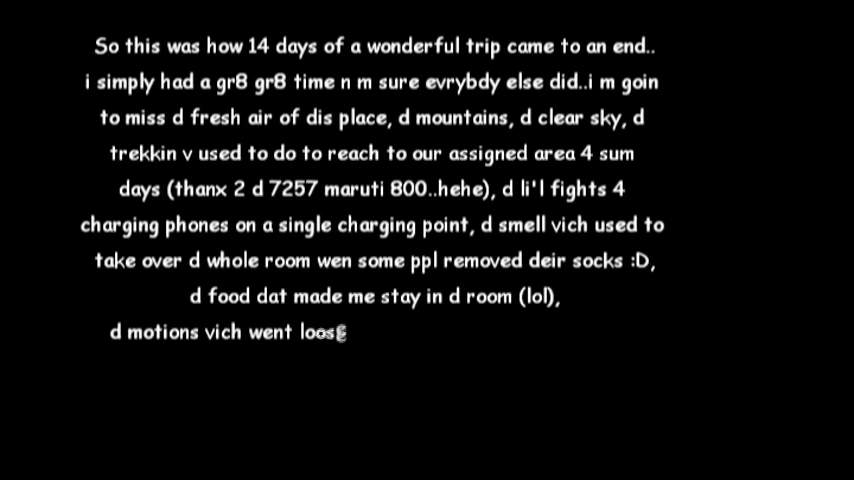 So this was how 14 days of a wonderful trip came to an end..
i simply had a gr8 gr8 time n m sure evrybdy else did..i m goin
to miss d fresh air of dis place, d mountains, d clear sky, d
trekkin v used to do to reach to our assigned area 4 sum
days (thanx 2 d 7257 maruti 800..hehe), d li'l fights 4
charging phones on a single charging point, d smell vich used to
take over d whole room wen some ppl removed deir socks :D,
d food dat made me stay in d room (lol),
d motions vich went loose